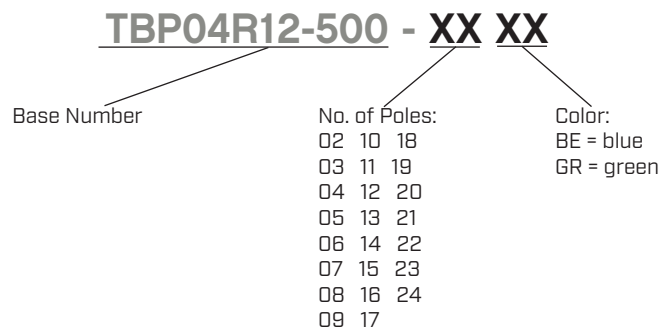 TBP04R12-500 - XX XX
Base Number No. of Poles: Color:
02 10 18 BE = blue
03 11 19 GR = green
04 12 20
05 13 21
06 14 22
07 15 23
08 16 24
09 17